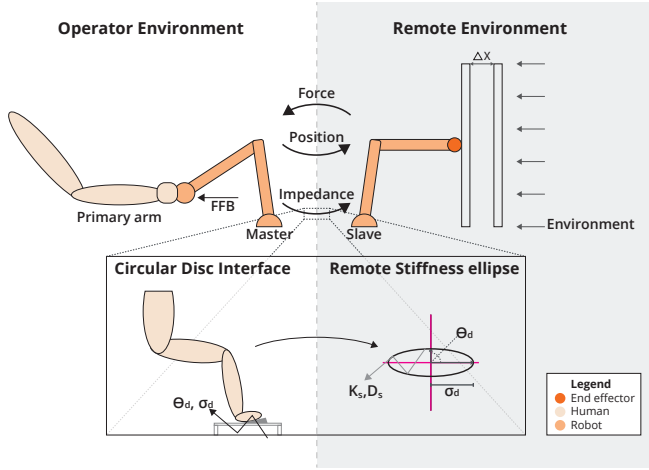 Operator Environment
Remote Environment
ΔX
Force
Position
Impedance
FFB
Primary arm
Master
Slave
Environment
Circular Disc Interface
Remote Stiffness ellipse
ϴd, σd
ϴd
Ks,Ds
σd
Legend
End effector
Human
Robot